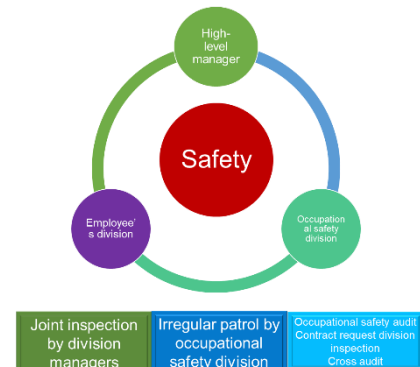 High-
level
manager
Safety
Employee'
s division
Occupation
al safety
division
Joint inspection
by division
managers
Irregular patrol by
occupational
safety division
Occupational safety audit
Contract request division
inspection
Cross audit